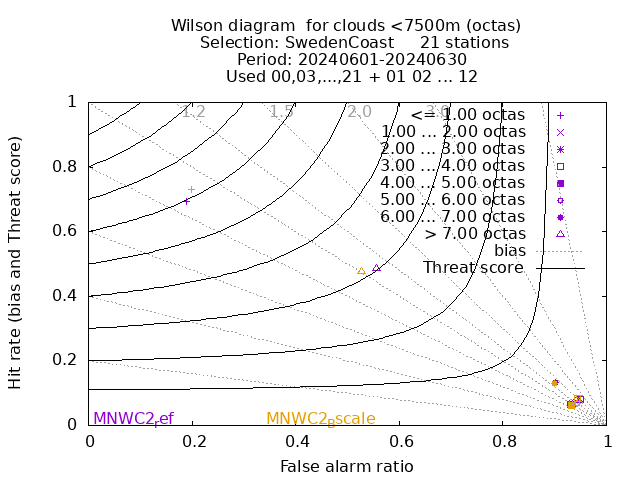 Wilson diagram  for clouds <7500m (octas)
Selection: SwedenCoast     21 stations
Period: 20240601-20240630
Used 00,03,...,21 + 01 02 ... 12
1.2 1.5 2.0 3.0
<= 1.00 octas
1.00 ... 2.00 octas
2.00 ... 3.00 octas
3.00 ... 4.00 octas
4.00 ... 5.00 octas
5.00 ... 6.00 octas
6.00 ... 7.00 octas
> 7.00 octas
bias
Threat score
Hit rate (bias and Threat score)
1
0.8
0.6
0.4
0.2
0
MNWC2_ref MNWC2_Bscale
0 0.2 0.4 0.6 0.8 1
False alarm ratio